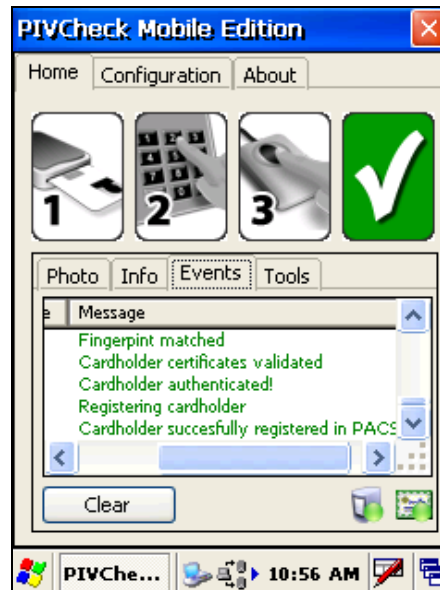 PIVCheck Mobile Edition
Home Configuration About
1 2 3
Photo Info Events Tools
e Message
Fingerpint matched
Cardholder certificates validated
Cardholder authenticated!
Registering cardholder
Cardholder succesfully registered in PACS
Clear
PIVChe... 10:56 AM